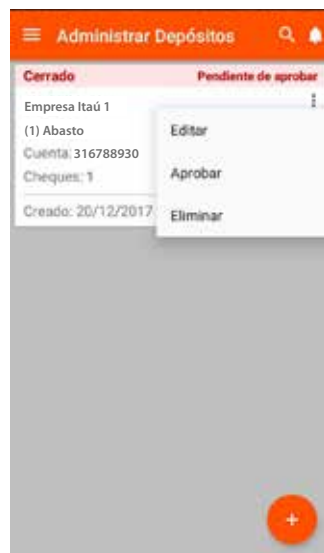 Administrar Depósitos
Cerrado Pendiente de aprobar
Empresa Itaú 1
(1) Abasto
Cuenta: 316788930
Cheques: 1
Creado: 20/12/2017
Editar
Aprobar
Eliminar
+